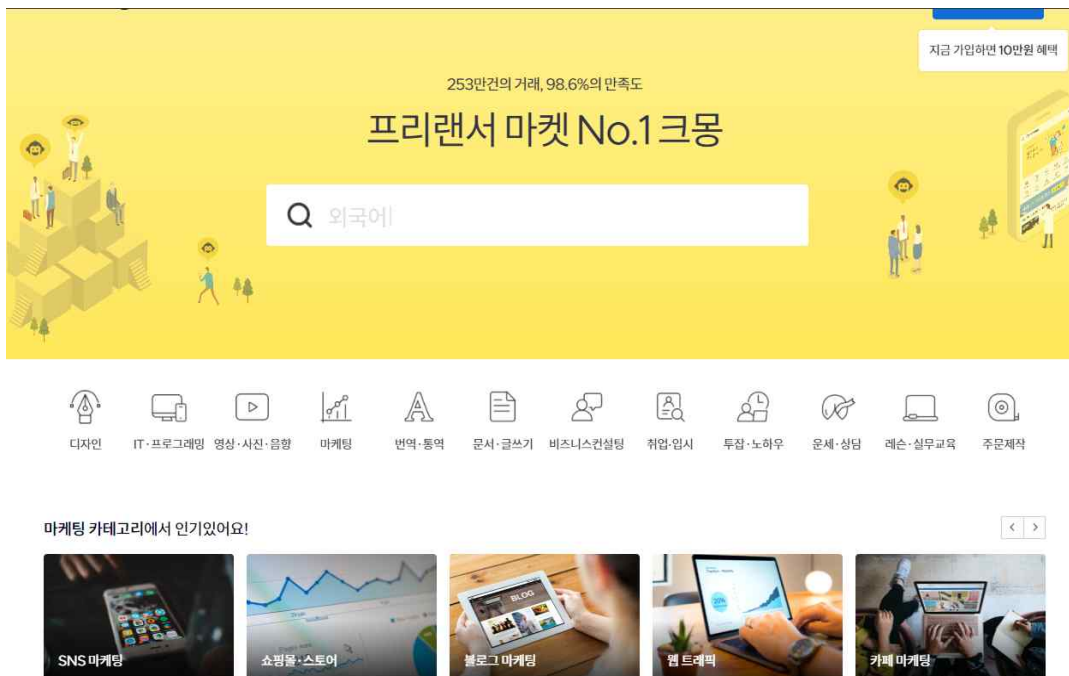 지금 가입하면 10만원 혜택
253만건의 거래, 98.6%의 만족도
프리랜서 마켓 No.1 크몽
외국어
디자인
IT·프로그래밍
영상·사진·음향
마케팅
번역·통역
문서·글쓰기
비즈니스컨설팅
취업·입시
투잡·노하우
운세·상담
레슨·실무교육
주문제작
마케팅 카테고리에서 인기있어요!
SNS 마케팅
쇼핑몰·스토어
블로그 마케팅
웹 트래픽
카페 마케팅
BLOG
20%